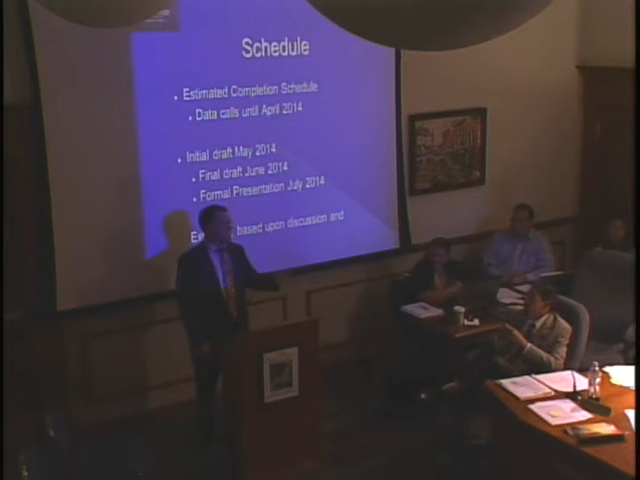 Schedule
Estimated Completion Schedule
Data calls until April 2014
Initial draft May 2014
Final draft June 2014
Formal Presentation July 2014
based upon discussion and